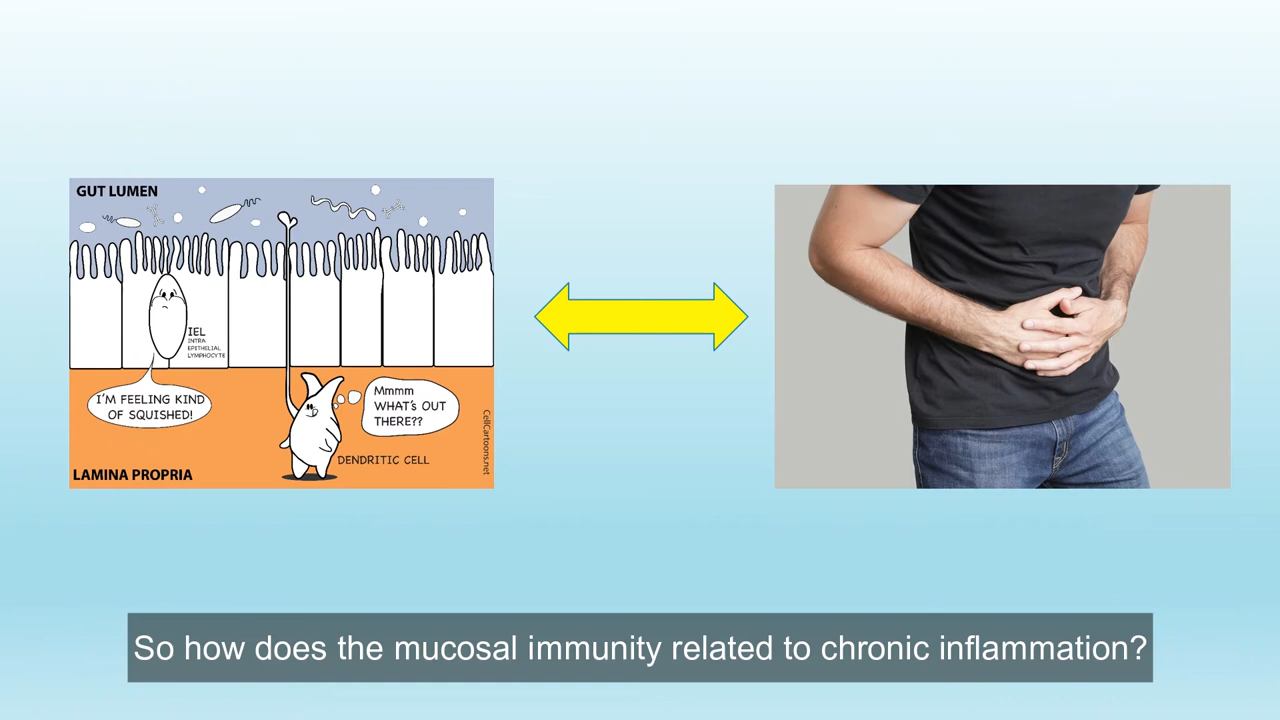 GUT LUMEN
IEL
INTRA
EPITHELIAL
LYMPHOCYTE
I'M FEELING KIND
OF SQUISHED!
Mmmm
WHAT'S OUT
THERE??
DENDRITIC CELL
LAMINA PROPRIA
CellCartoons.net
So how does the mucosal immunity related to chronic inflammation?